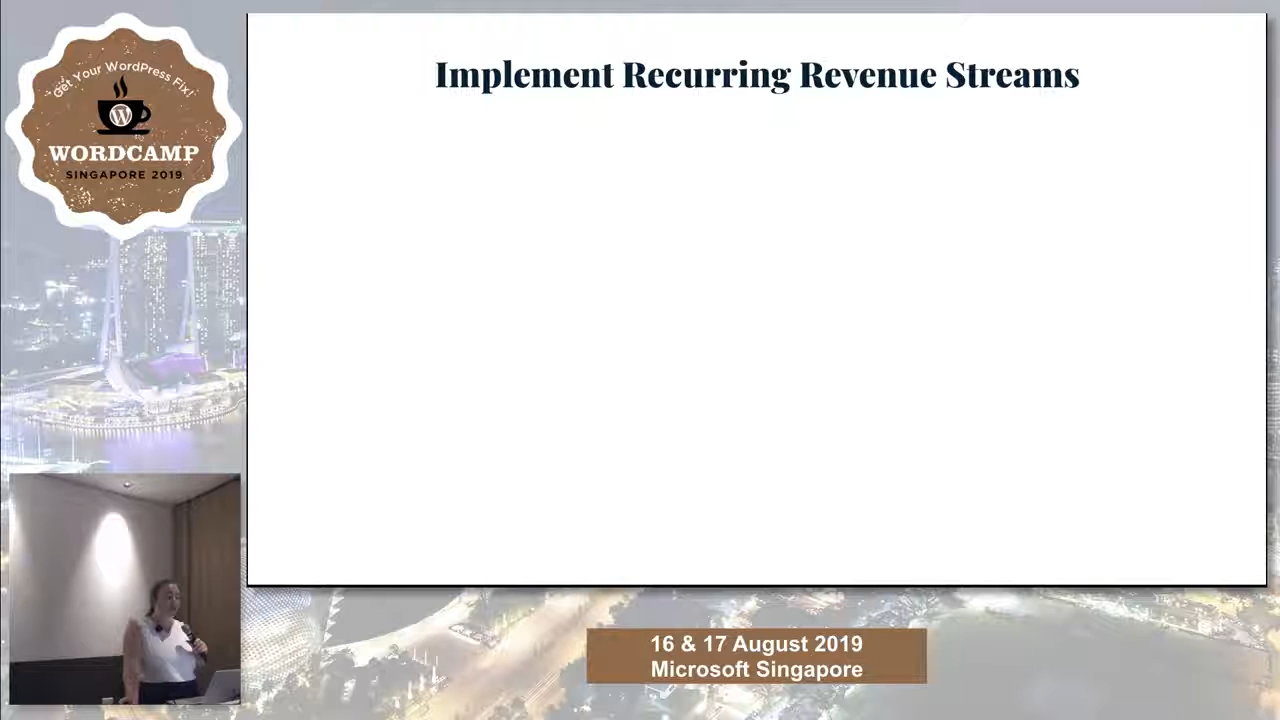 Get Your WordPress Fix!
W
WORDCAMP
SINGAPORE 2019
Implement Recurring Revenue Streams
16 & 17 August 2019
Microsoft Singapore